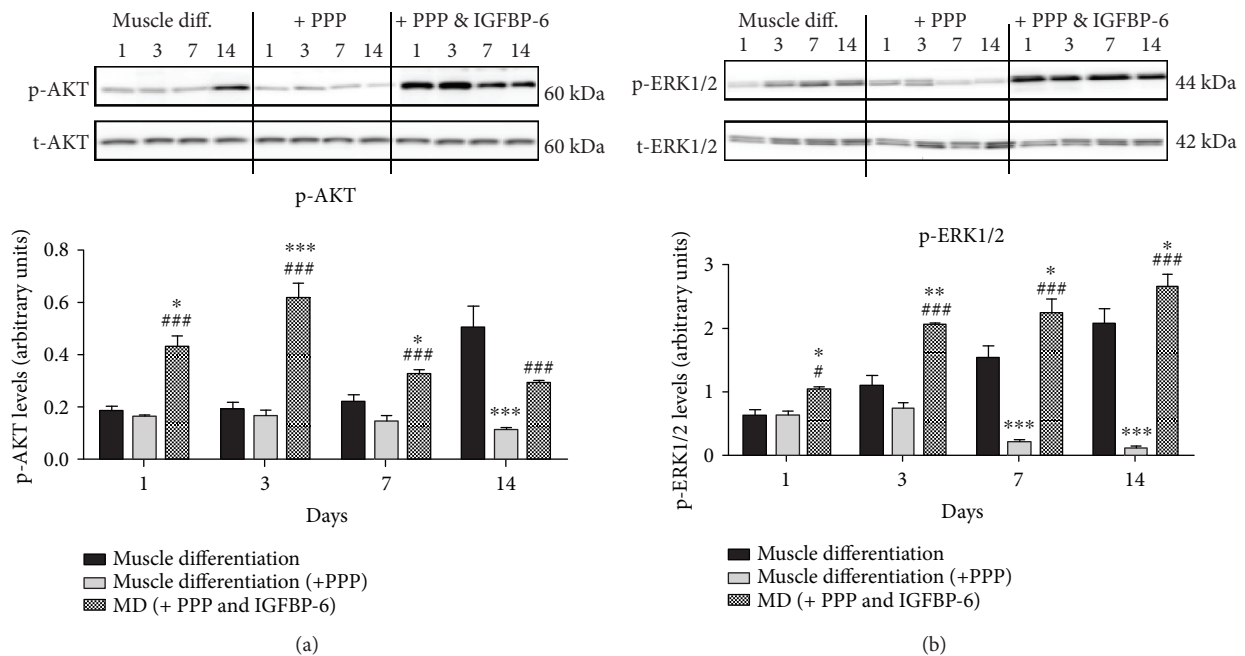 Muscle diff. + PPP + PPP & IGFBP-6
1 3 7 14 1 3 7 14 1 3 7 14
p-AKT 60 kDa
t-AKT 60 kDa
p-AKT
p-AKT levels (arbitrary units)
0.8
0.6
0.4
0.2
0.0
* ### *** ### * ### *** ###
1 3 7 14
Days
Muscle differentiation
Muscle differentiation (+PPP)
MD (+ PPP and IGFBP-6)
(a)
Muscle diff. + PPP + PPP & IGFBP-6
1 3 7 14 1 3 7 14 1 3 7 14
p-ERK1/2 44 kDa
t-ERK1/2 42 kDa
p-ERK1/2
p-ERK1/2 levels (arbitrary units)
3
2
1
0
* # ** ### *** * ### *** * ###
1 3 7 14
Days
Muscle differentiation
Muscle differentiation (+PPP)
MD (+ PPP and IGFBP-6)
(b)